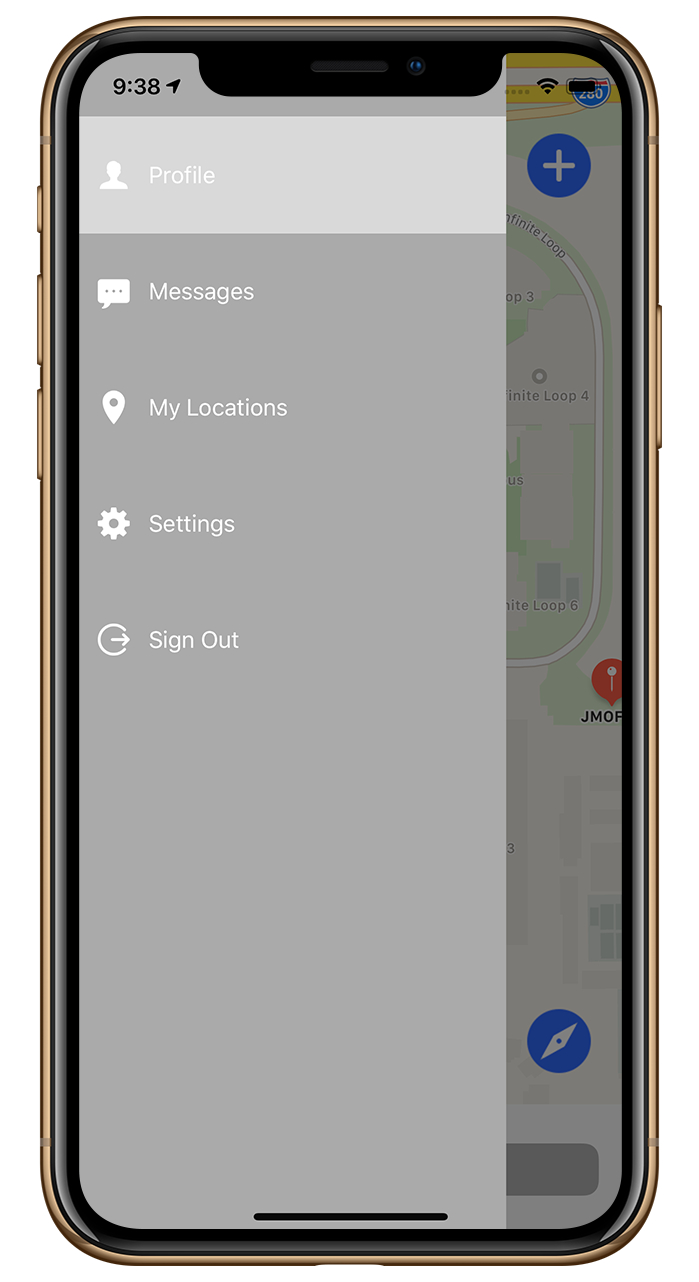 9:38
280
Profile
Messages
My Locations
Settings
Sign Out
nfinite Loop
op 3
finite Loop 4
us
nite Loop 6
JMOF
3